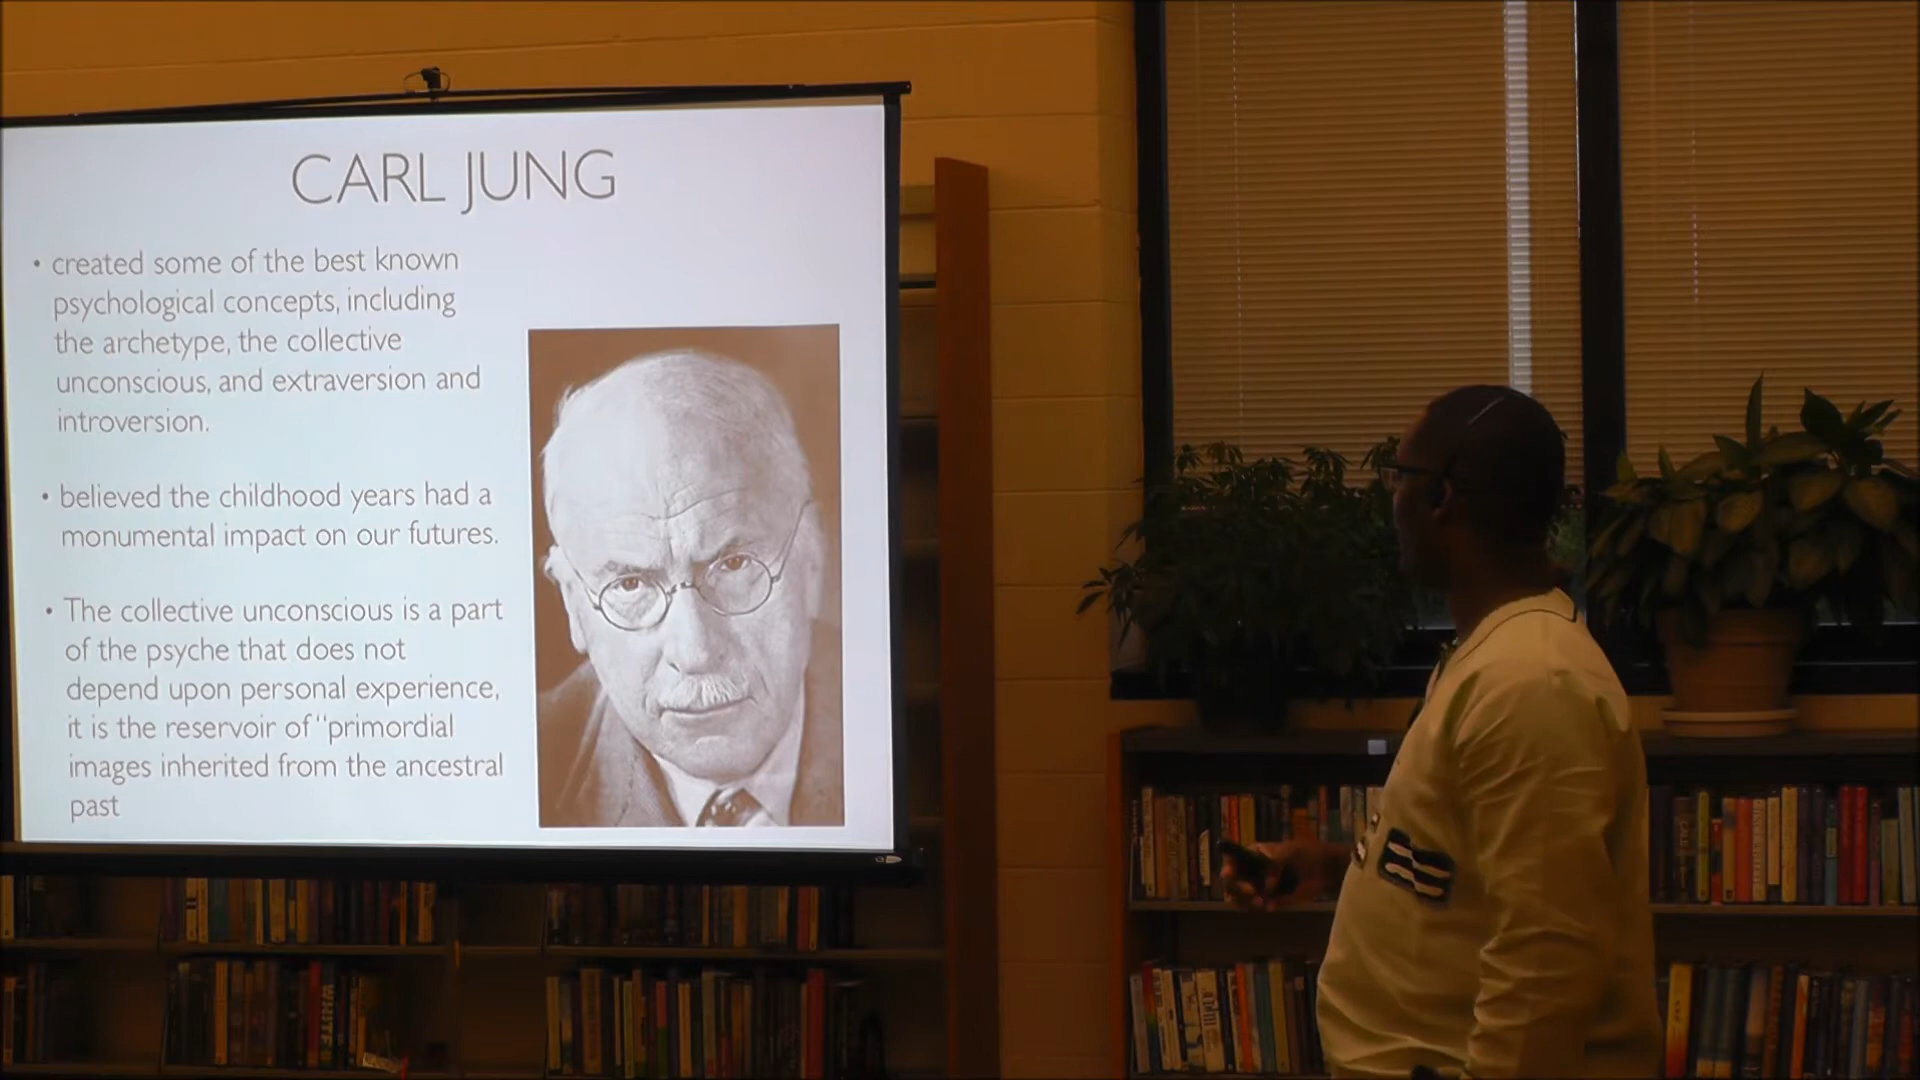 CARL JUNG
• created some of the best known
psychological concepts, including
the archetype, the collective
unconscious, and extraversion and
introversion.
• believed the childhood years had a
monumental impact on our futures.
• The collective unconscious is a part
of the psyche that does not
depend upon personal experience,
it is the reservoir of "primordial
images inherited from the ancestral
past
WHITE